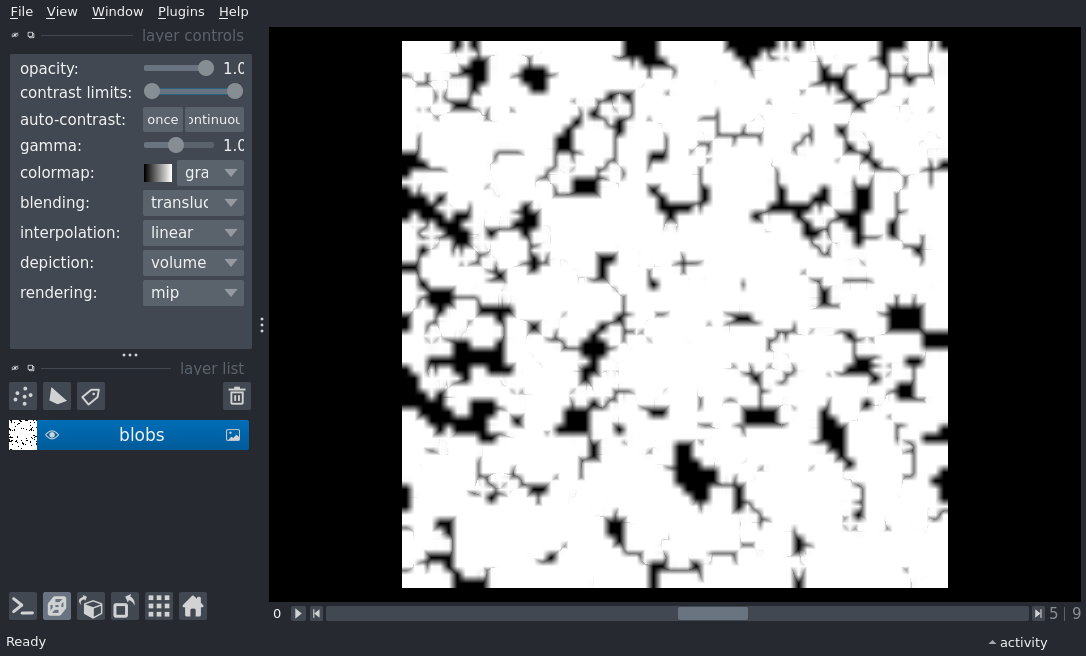 File View Window Plugins Help
layer controls
opacity: 1.0
contrast limits:
auto-contrast: once ontinuou
gamma: 1.0
colormap: gra
blending: transluc
interpolation: linear
depiction: volume
rendering: mip
layer list
blobs
0 5 | 9
Ready activity